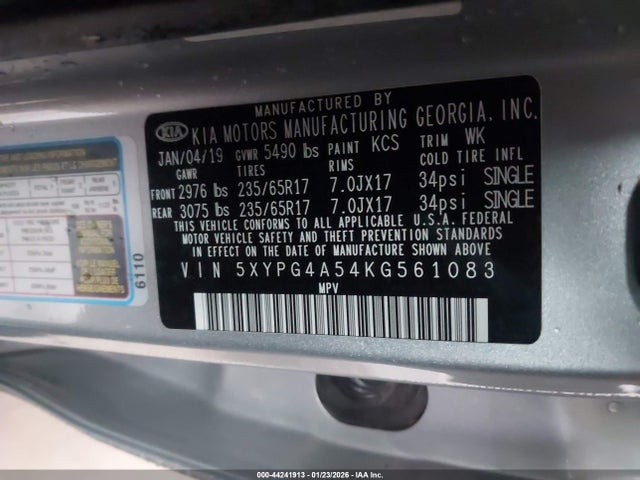 MANUFACTURED BY
KIA KIA MOTORS MANUFACTURING GEORGIA, INC.
JAN/04/19 GVWR 5490 lbs PAINT KCS TRIM WK
GAWR TIRES RIMS COLD TIRE INFL
FRONT 2976 lbs 235/65R17 7.0JX17 34psi SINGLE
REAR 3075 lbs 235/65R17 7.0JX17 34psi SINGLE
THIS VEHICLE CONFORMS TO ALL APPLICABLE U.S.A. FEDERAL
MOTOR VEHICLE SAFETY AND THEFT PREVENTION STANDARDS
IN EFFECT ON THE DATE OF MANUFACTURE SHOWN ABOVE
VIN 5XYPG4A54KG561083
MPV
6110
000-44241913 - 01/23/2026 - IAA Inc.